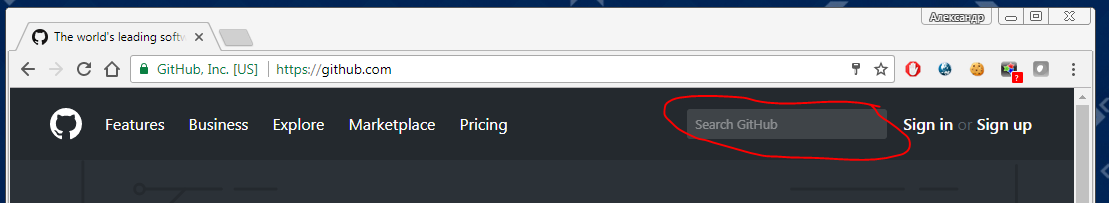 Александр
The world's leading softw
GitHub, Inc. [US] https://github.com
?
Features Business Explore Marketplace Pricing Search GitHub Sign in or Sign up